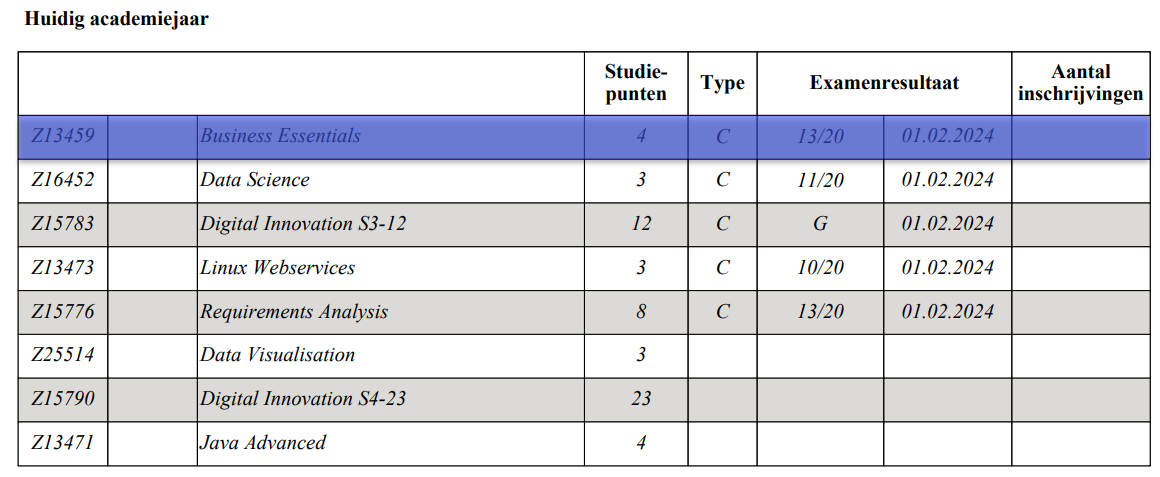 Huidig academiejaar
Studie-
punten Type Examenresultaat Aantal
inschrijvingen
Z13459 Business Essentials 4 C 13/20 01.02.2024
Z16452 Data Science 3 C 11/20 01.02.2024
Z15783 Digital Innovation S3-12 12 C G 01.02.2024
Z13473 Linux Webservices 3 C 10/20 01.02.2024
Z15776 Requirements Analysis 8 C 13/20 01.02.2024
Z25514 Data Visualisation 3
Z15790 Digital Innovation S4-23 23
Z13471 Java Advanced 4